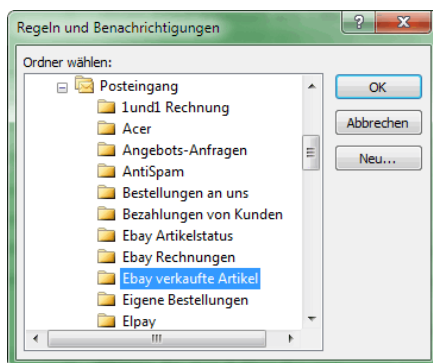 Regeln und Benachrichtigungen
Ordner wählen:
Posteingang
1und1 Rechnung
Acer
Angebots-Anfragen
AntiSpam
Bestellungen an uns
Bezahlungen von Kunden
Ebay Artikelstatus
Ebay Rechnungen
Ebay verkaufte Artikel
Eigene Bestellungen
Elpay
OK
Abbrechen
Neu...